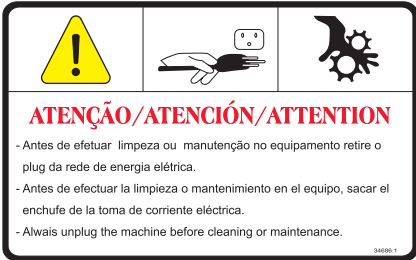 ATENÇÃO/ATENCIÓN/ATTENTION
- Antes de efetuar limpeza ou manutenção no equipamento retire o
plug da rede de energia elétrica.
- Antes de efectuar la limpieza o mantenimiento en el equipo, sacar el
enchufe de la toma de corriente eléctrica.
- Alwais unplug the machine before cleaning or maintenance.
34686.1